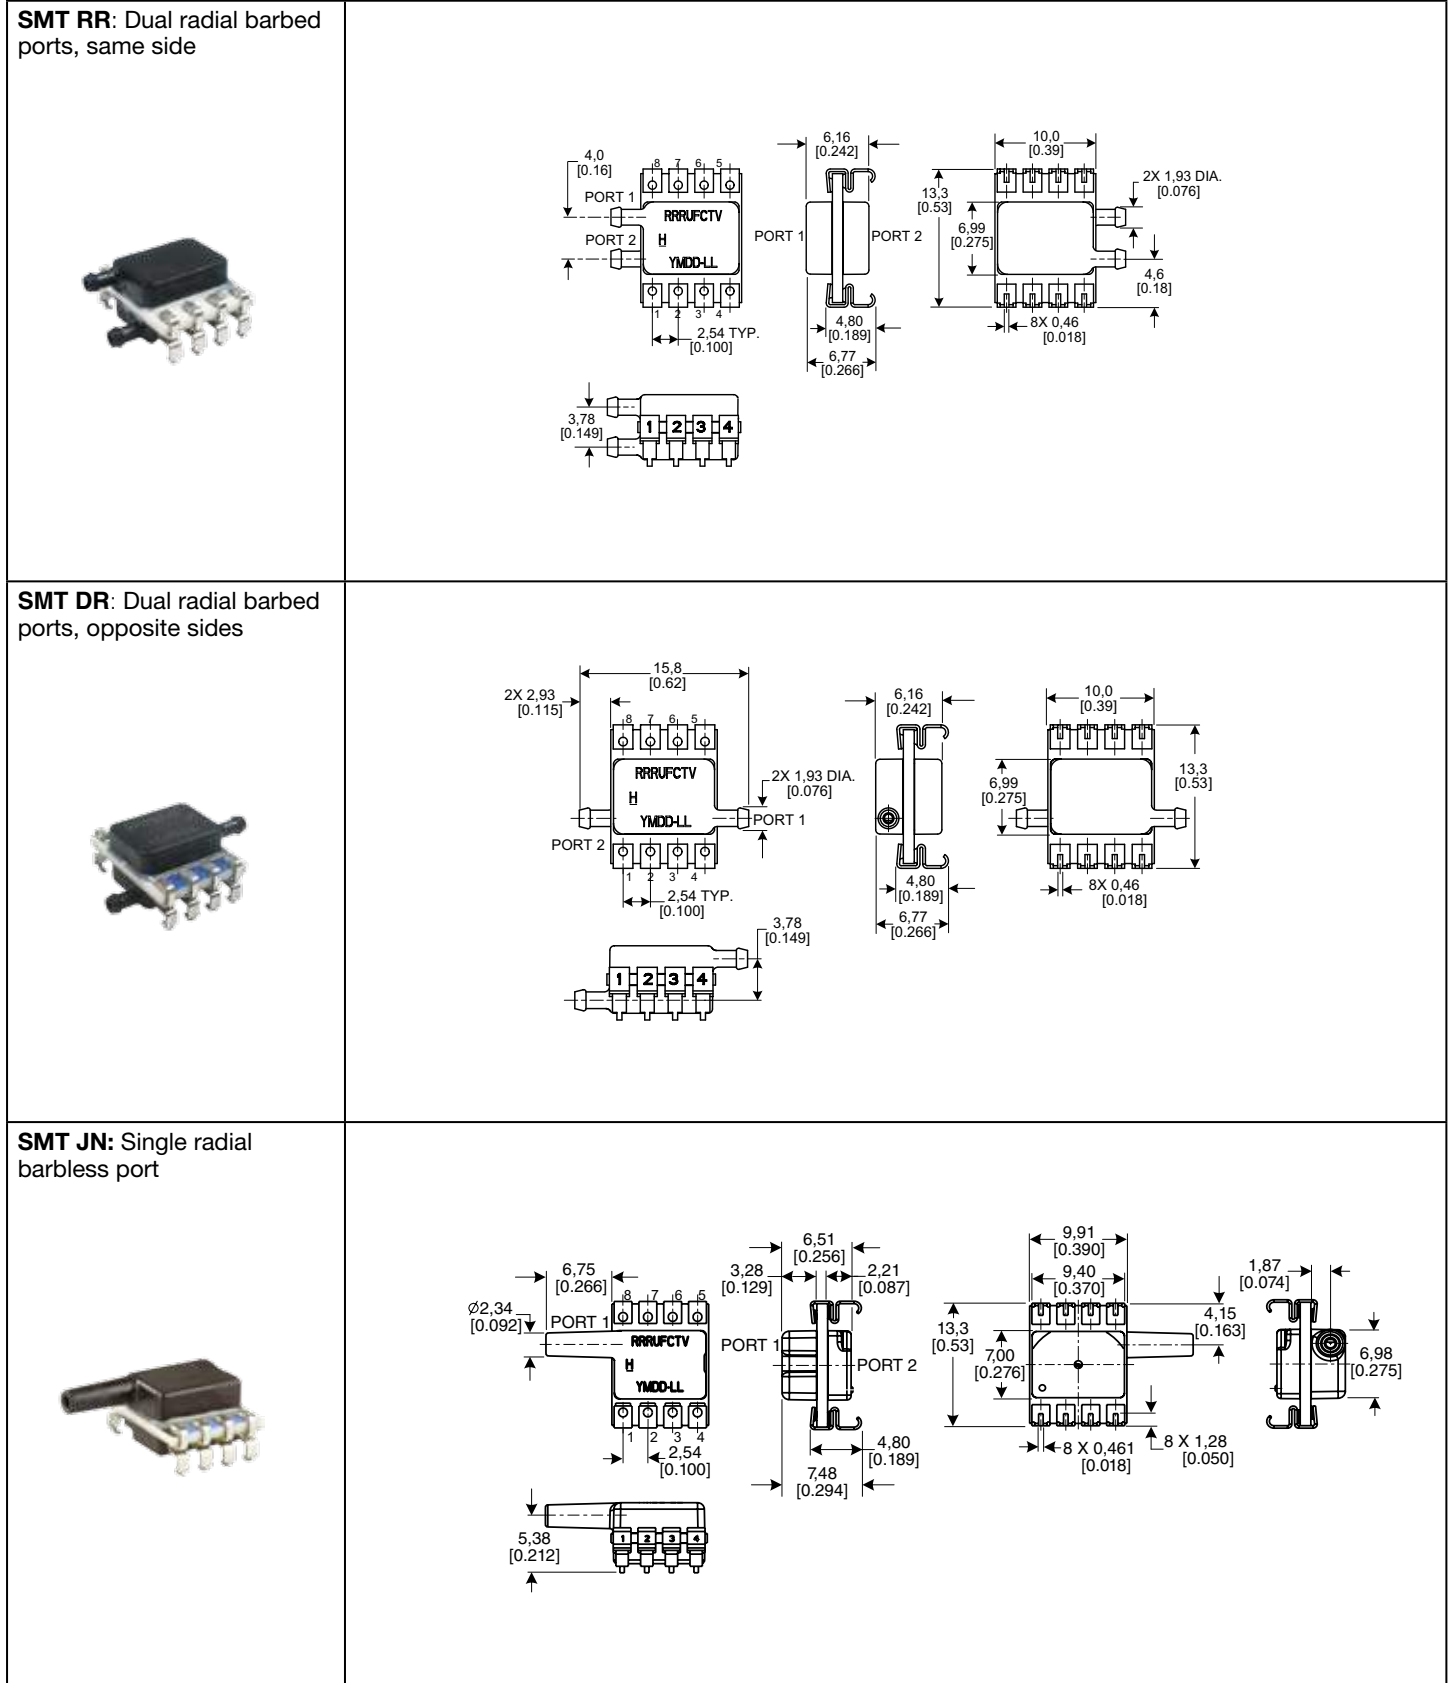 SMT RR: Dual radial barbed
ports, same side
4,0
[0.16]
8 7 6 5
PORT 1
RRRUFCTV
PORT 2
H
YMDD-LL
1 2 3 4
2,54 TYP.
[0.100]
6,16
[0.242]
PORT 1
PORT 2
4,80
[0.189]
6,77
[0.266]
10,0
[0.39]
13,3
[0.53]
6,99
[0.275]
2X 1,93 DIA.
[0.076]
4,6
[0.18]
8X 0,46
[0.018]
3,78
[0.149]
1 2 3 4
SMT DR: Dual radial barbed
ports, opposite sides
15,8
[0.62]
2X 2,93
[0.115]
8 7 6 5
RRRUFCTV
H
YMDD-LL
2X 1,93 DIA.
[0.076]
PORT 1
PORT 2
1 2 3 4
2,54 TYP.
[0.100]
6,16
[0.242]
4,80
[0.189]
6,77
[0.266]
10,0
[0.39]
6,99
[0.275]
13,3
[0.53]
8X 0,46
[0.018]
3,78
[0.149]
1 2 3 4
SMT JN: Single radial
barbless port
6,75
[0.266]
Ø2,34
[0.092]
PORT 1
8 7 6 5
RRRUFCTV
H
YMDD-LL
1 2 3 4
2,54
[0.100]
6,51
[0.256]
3,28
[0.129]
2,21
[0.087]
PORT 1
PORT 2
4,80
[0.189]
7,48
[0.294]
9,91
[0.390]
9,40
[0.370]
13,3
[0.53]
7,00
[0.276]
4,15
[0.163]
8 X 0,461
[0.018]
8 X 1,28
[0.050]
1,87
[0.074]
6,98
[0.275]
5,38
[0.212]
1 2 3 4